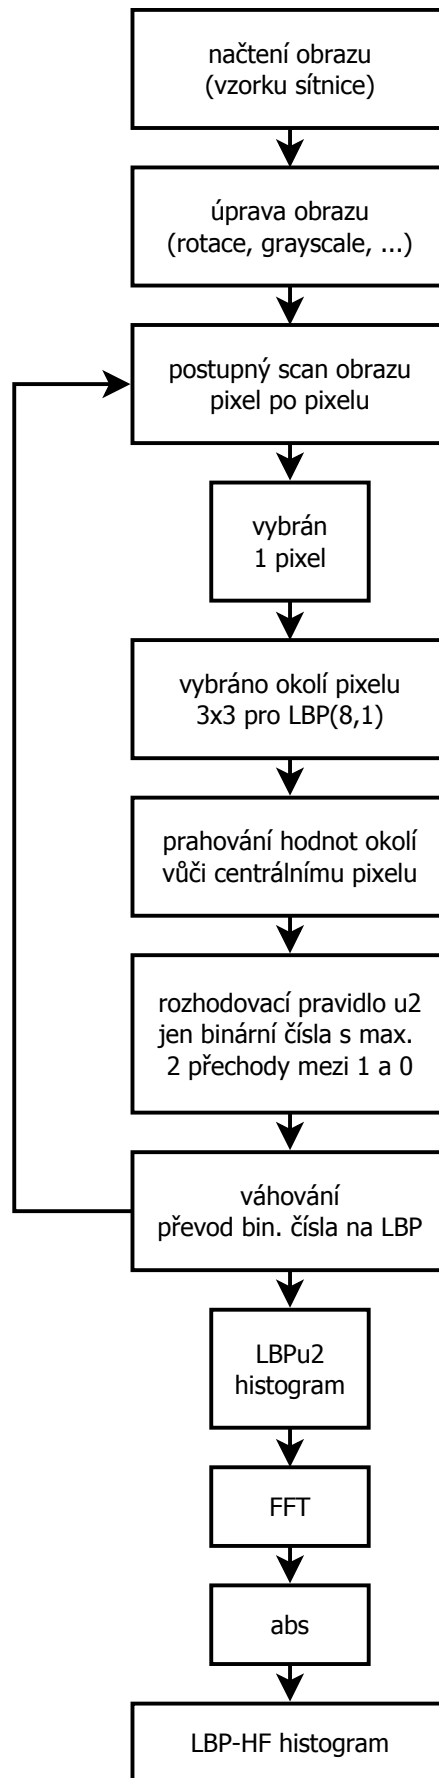 načtení obrazu
(vzorku sítnice)
úprava obrazu
(rotace, grayscale, ...)
postupný scan obrazu
pixel po pixelu
vybrán
1 pixel
vybráno okolí pixelu
3x3 pro LBP(8,1)
prahování hodnot okolí
vůči centrálnímu pixelu
rozhodovací pravidlo u2
jen binární čísla s max.
2 přechody mezi 1 a 0
váhování
převod bin. čísla na LBP
LBPu2
histogram
FFT
abs
LBP-HF histogram